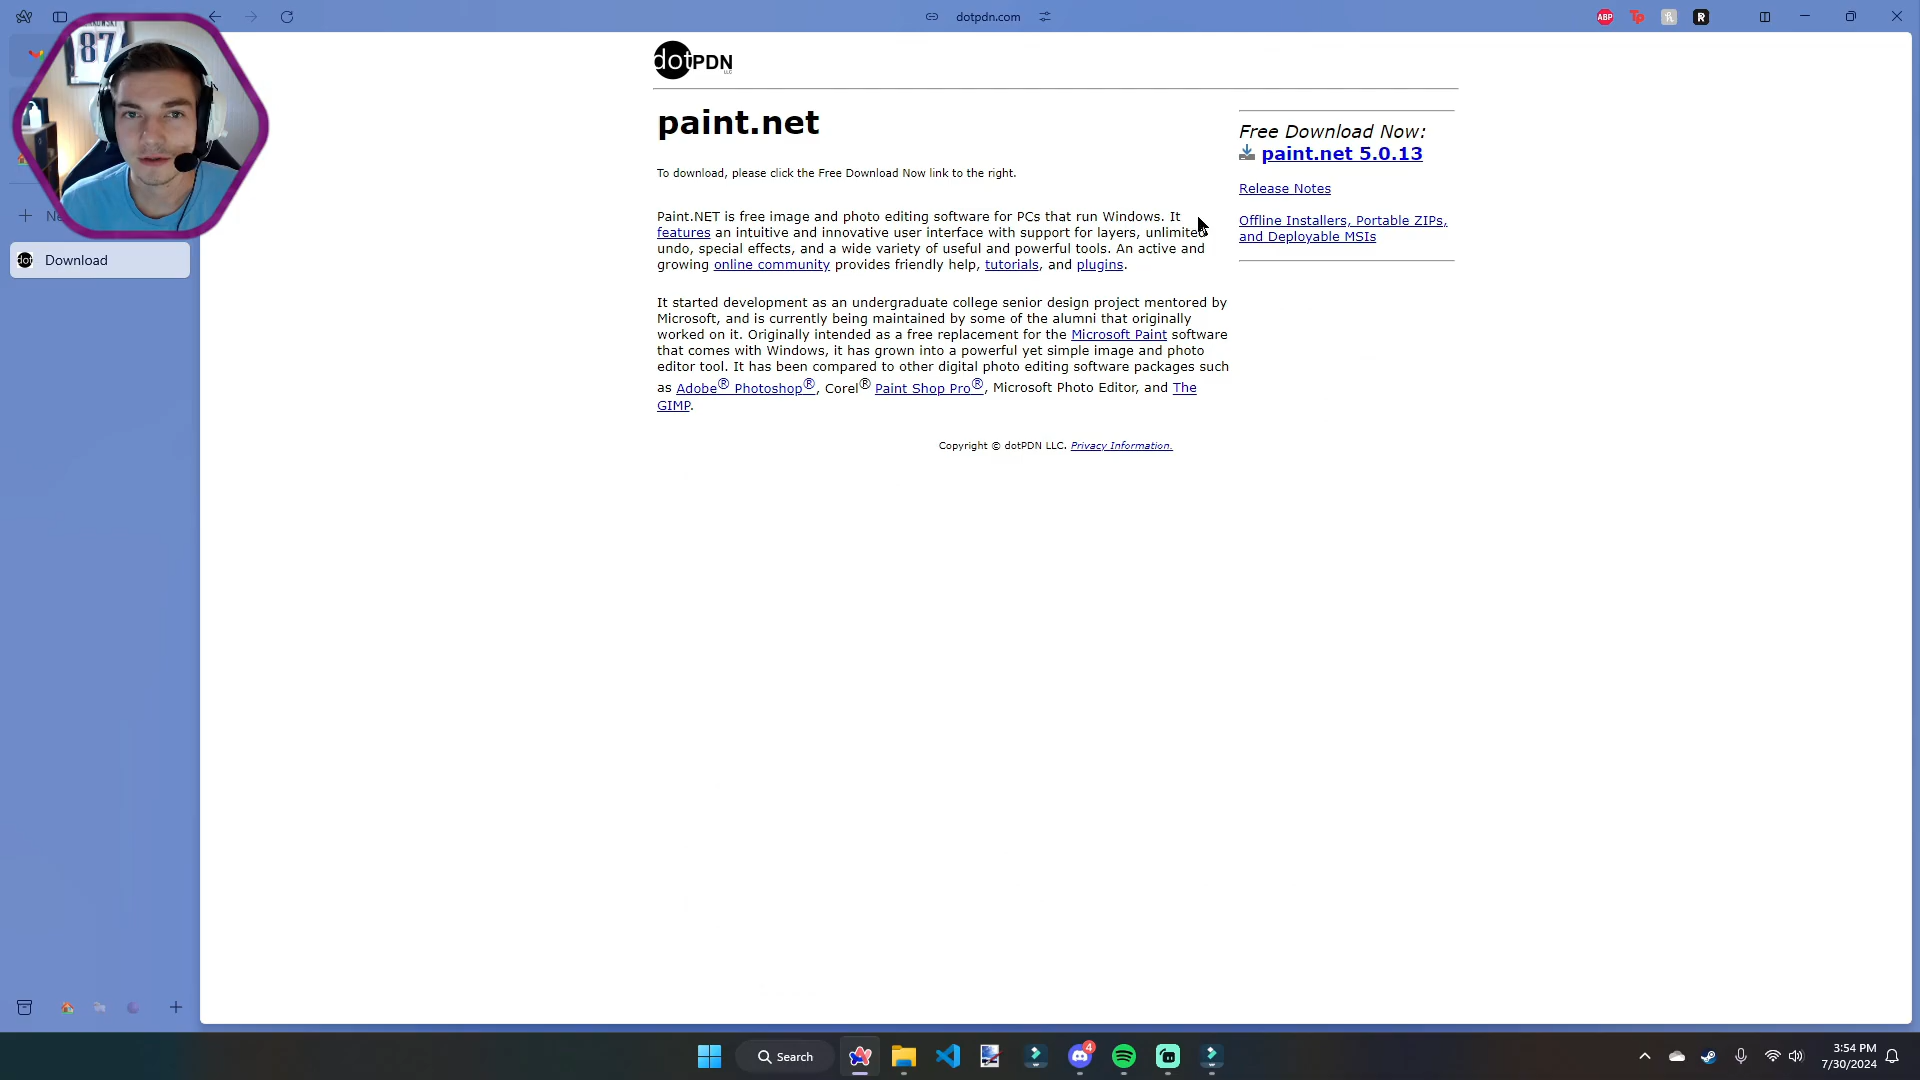 dotpdn.com
ABP
Tp
R
87
Ne
dot
Download
dotPDN LLC
paint.net
To download, please click the Free Download Now link to the right.
Paint.NET is free image and photo editing software for PCs that run Windows. It
features an intuitive and innovative user interface with support for layers, unlimited
undo, special effects, and a wide variety of useful and powerful tools. An active and
growing online community provides friendly help, tutorials, and plugins.
It started development as an undergraduate college senior design project mentored by
Microsoft, and is currently being maintained by some of the alumni that originally
worked on it. Originally intended as a free replacement for the Microsoft Paint software
that comes with Windows, it has grown into a powerful yet simple image and photo
editor tool. It has been compared to other digital photo editing software packages such
as Adobe® Photoshop®, Corel® Paint Shop Pro®, Microsoft Photo Editor, and The
GIMP.
Copyright © dotPDN LLC. Privacy Information.
Free Download Now:
paint.net 5.0.13
Release Notes
Offline Installers, Portable ZIPs,
and Deployable MSIs
Search
4
3:54 PM
7/30/2024